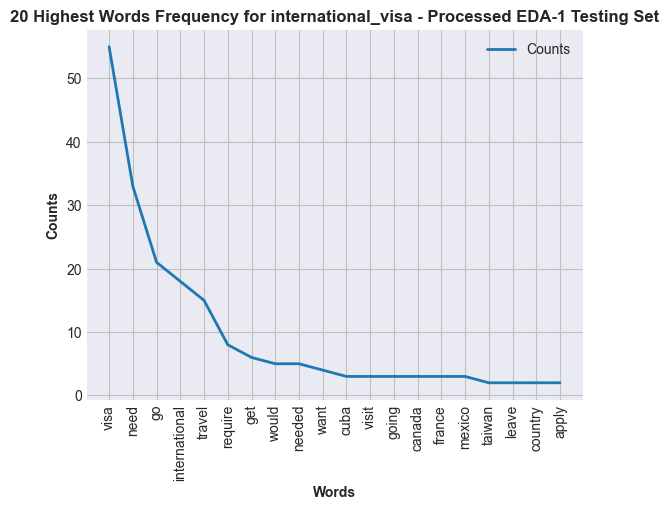 20 Highest Words Frequency for international_visa - Processed EDA-1 Testing Set
Counts
50
40
30
20
10
0
Counts
visa
need
go
international
travel
require
get
would
needed
want
cuba
visit
going
canada
france
mexico
taiwan
leave
country
apply
Words